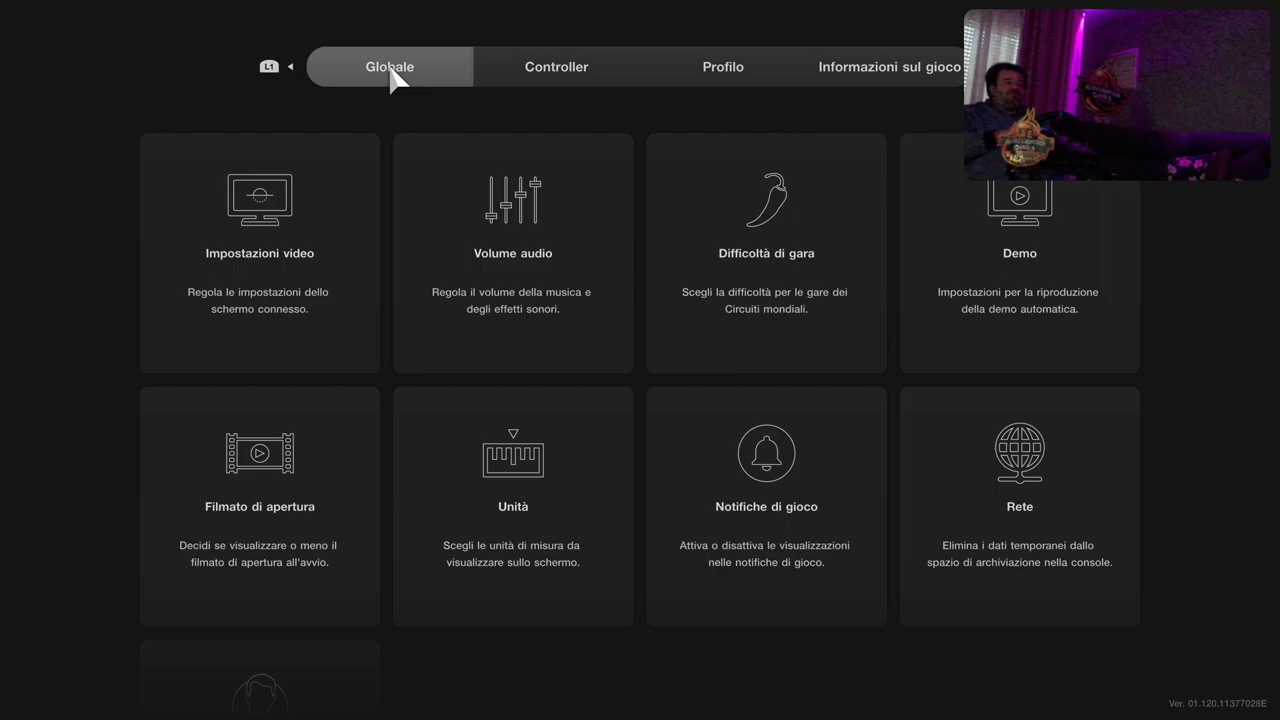 L1
Globale
Controller
Profilo
Informazioni sul gioco
Impostazioni video
Regola le impostazioni dello
schermo connesso.
Volume audio
Regola il volume della musica e
degli effetti sonori.
Difficoltà di gara
Scegli la difficoltà per le gare dei
Circuiti mondiali.
Demo
Impostazioni per la riproduzione
della demo automatica.
Filmato di apertura
Decidi se visualizzare o meno il
filmato di apertura all'avvio.
Unità
Scegli le unità di misura da
visualizzare sullo schermo.
Notifiche di gioco
Attiva o disattiva le visualizzazioni
nelle notifiche di gioco.
Rete
Elimina i dati temporanei dallo
spazio di archiviazione nella console.
Ver. 01.120.11377028E